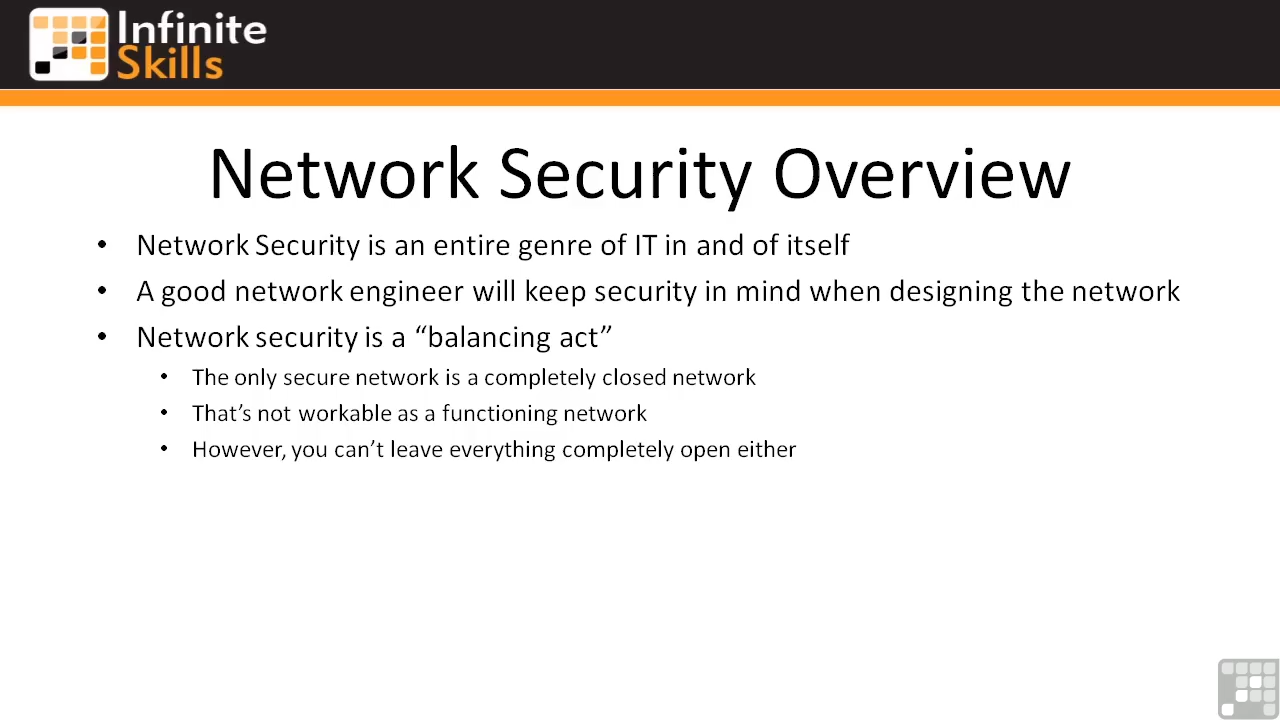 Infinite
Skills
Network Security Overview
• Network Security is an entire genre of IT in and of itself
• A good network engineer will keep security in mind when designing the network
• Network security is a “balancing act”
• The only secure network is a completely closed network
• That’s not workable as a functioning network
• However, you can’t leave everything completely open either